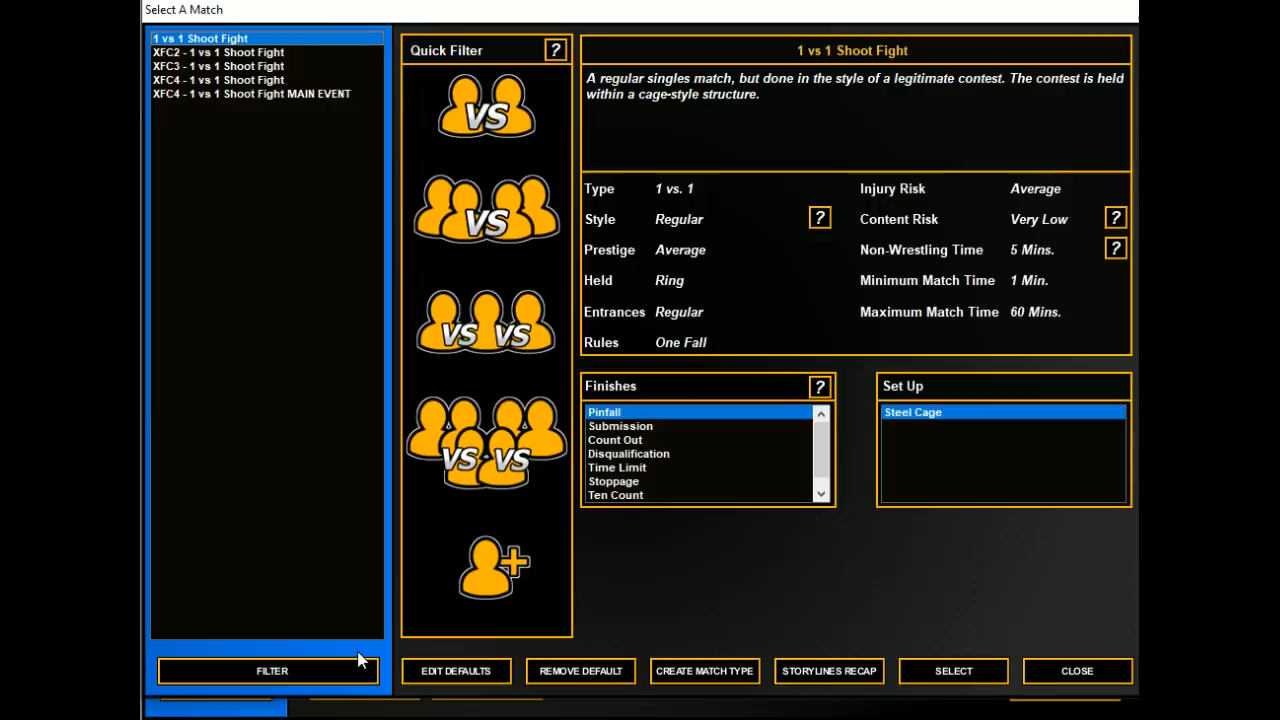 Select A Match
1 vs 1 Shoot Fight
XFC2 - 1 vs 1 Shoot Fight
XFC3 - 1 vs 1 Shoot Fight
XFC4 - 1 vs 1 Shoot Fight
XFC4 - 1 vs 1 Shoot Fight MAIN EVENT
FILTER
Quick Filter ?
VS
VS
VS VS
VS VS
1 vs 1 Shoot Fight
A regular singles match, but done in the style of a legitimate contest. The contest is held
within a cage-style structure.
Type 1 vs. 1
Style Regular ?
Prestige Average
Held Ring
Entrances Regular
Rules One Fall
Injury Risk Average
Content Risk Very Low ?
Non-Wrestling Time 5 Mins. ?
Minimum Match Time 1 Min.
Maximum Match Time 60 Mins.
Finishes ?
Pinfall
Submission
Count Out
Disqualification
Time Limit
Stoppage
Ten Count
Set Up
Steel Cage
EDIT DEFAULTS
REMOVE DEFAULT
CREATE MATCH TYPE
STORYLINES RECAP
SELECT
CLOSE